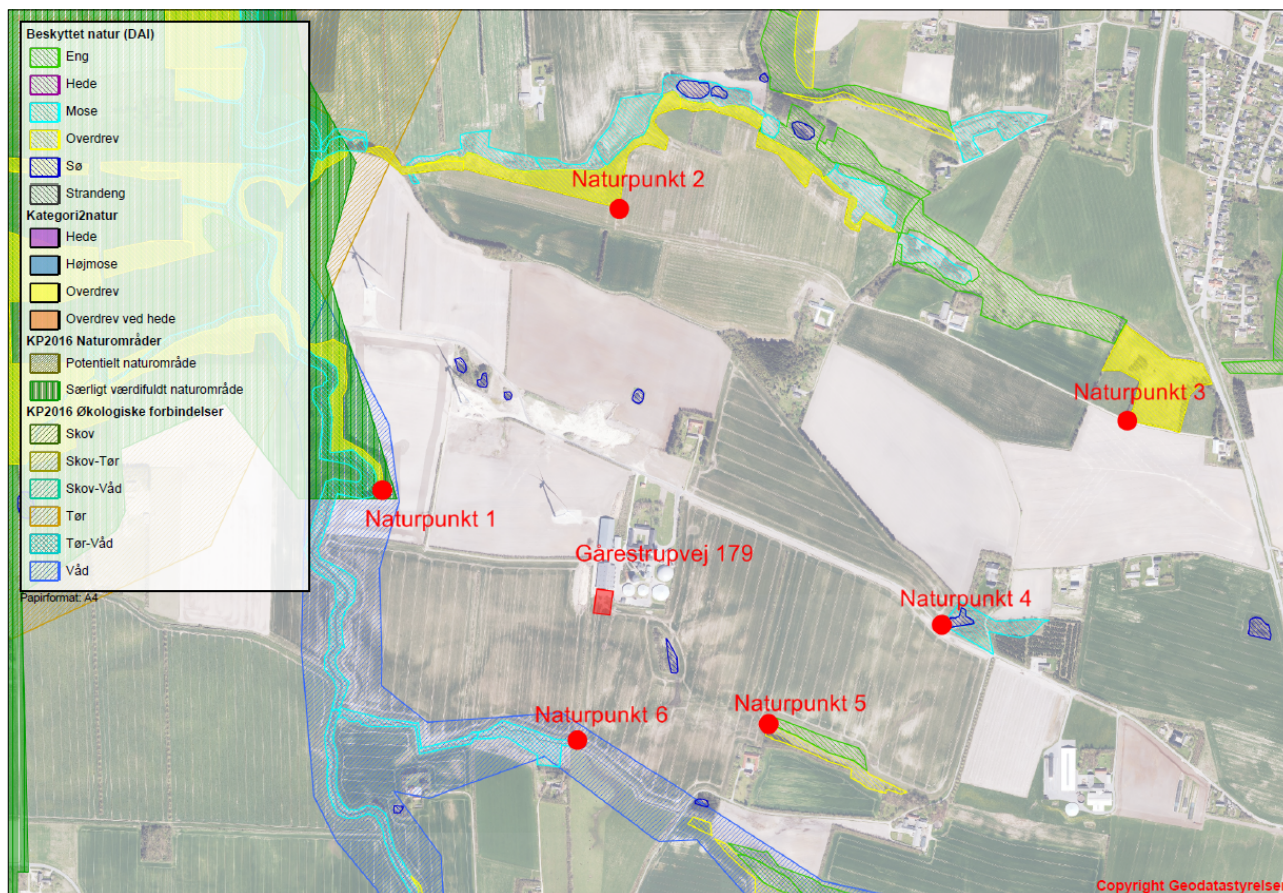 Beskyttet natur (DAI)
Eng
Hede
Mose
Overdrev
Sø
Strandeng
Kategori2natur
Hede
Højmose
Overdrev
Overdrev ved hede
KP2016 Naturområder
Potentielt naturområde
Særligt værdifuldt naturområde
KP2016 Økologiske forbindelser
Skov
Skov-Tør
Skov-Våd
Tør
Tør-Våd
Våd
Papirformat: A4
Naturpunkt 2
Naturpunkt 3
Naturpunkt 1
Gårestrupvej 179
Naturpunkt 4
Naturpunkt 5
Naturpunkt 6
Copyright Geodatastyrelsen